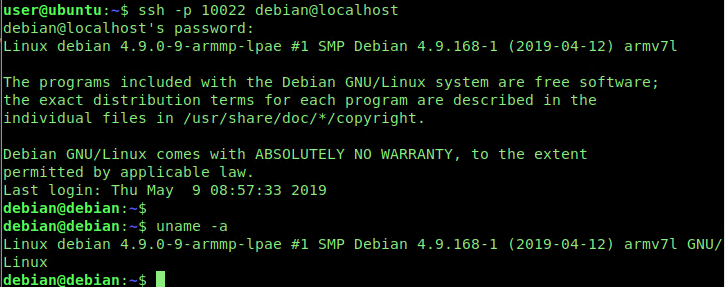 user@ubuntu:~$ ssh -p 10022 debian@localhost
debian@localhost's password:
Linux debian 4.9.0-9-armmp-lpae #1 SMP Debian 4.9.168-1 (2019-04-12) armv7l
The programs included with the Debian GNU/Linux system are free software;
the exact distribution terms for each program are described in the
individual files in /usr/share/doc/*/copyright.
Debian GNU/Linux comes with ABSOLUTELY NO WARRANTY, to the extent
permitted by applicable law.
Last login: Thu May  9 08:57:33 2019
debian@debian:~$
debian@debian:~$ uname -a
Linux debian 4.9.0-9-armmp-lpae #1 SMP Debian 4.9.168-1 (2019-04-12) armv7l GNU/
Linux
debian@debian:~$